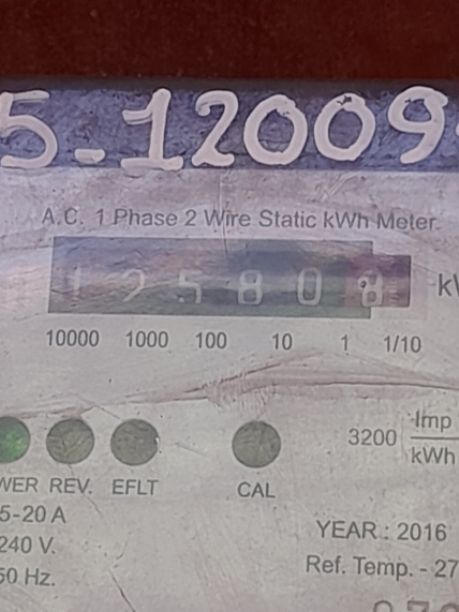 5-12009
A.C. 1 Phase 2 Wire Static kWh Meter.
1 2 5 8 0 8
10000 1000 100 10 1 1/10
3200 Imp
kWh
WER REV. EFLT CAL
5-20 A
240 V.
50 Hz.
YEAR : 2016
Ref. Temp. - 27